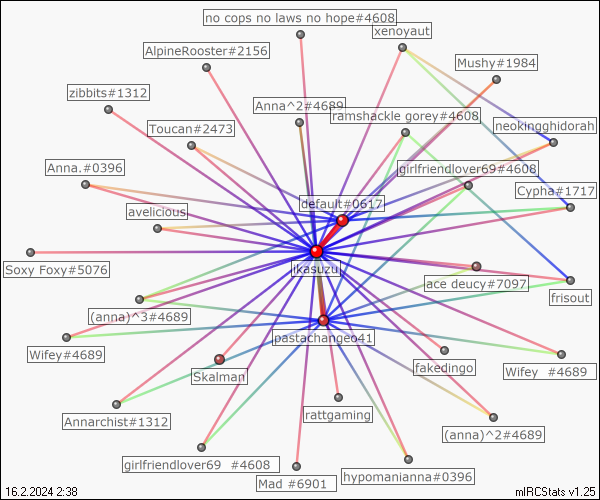 no cops no laws no hope#4608
xenoyaut
AlpineRooster#2156
Mushy#1984
zibbits#1312
Anna^2#4689
ramshackle gorey#4608
Toucan#2473
neokingghidorah
Anna.#0396
girlfriendlover69#4608
Cypha#1717
default#0617
avelicious
ikasuzu
Soxy Foxy#5076
ace deucy#7097
frisout
(anna)^3#4689
pastachangeo41
Wifey#4689
fakedingo
Wifey #4689
Skalman
rattgaming
Annarchist#1312
(anna)^2#4689
girlfriendlover69 #4608
Mad #6901
hypomanianna#0396
16.2.2024 2:38
mIRCStats v1.25